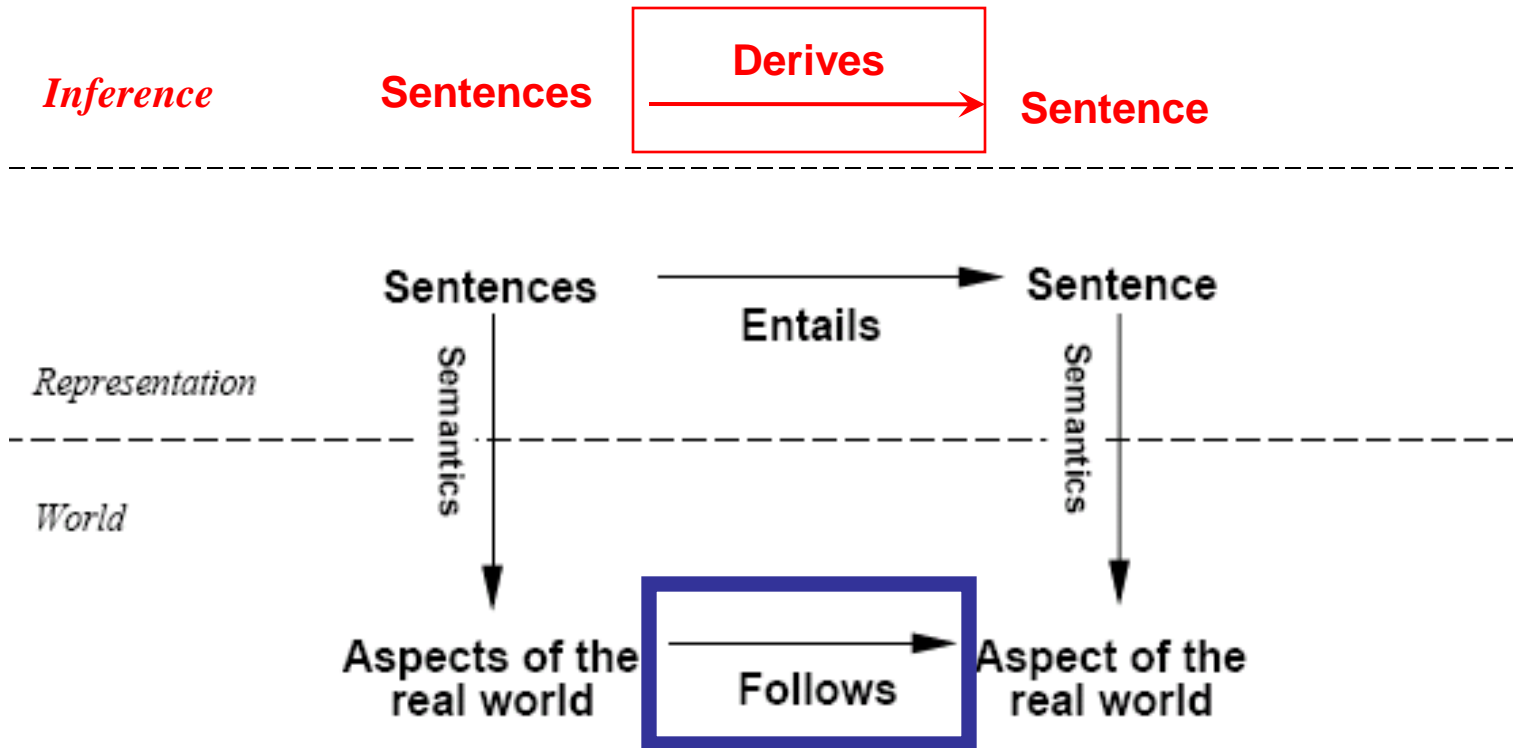 Inference
Sentences
Derives
Sentence
Sentences
Entails
Sentence
Representation
Semantics
Semantics
World
Aspects of the
real world
Follows
Aspect of the
real world